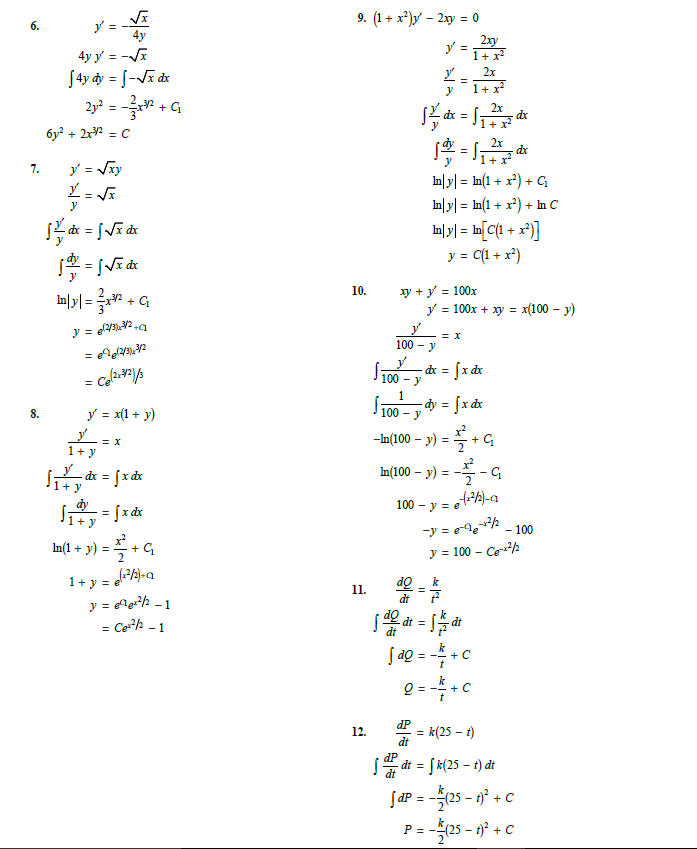 6. y′ = −√x/4y
4y y′ = −√x
∫4y dy = ∫−√x dx
2y² = −2/3 x^3/2 + C₁
6y² + 2x^3/2 = C
7. y′ = √x y
y′/y = √x
∫ y′/y dx = ∫√x dx
∫ dy/y = ∫√x dx
ln|y| = 2/3 x^3/2 + C₁
y = e^(2/3)x^3/2 + C₁
= e^C₁ e^(2/3)x^3/2
= Ce^(2x^3/2)/3
8. y′ = x(1 + y)
y′/1 + y = x
∫ y′/1 + y dx = ∫x dx
∫ dy/1 + y = ∫x dx
ln(1 + y) = x²/2 + C₁
1 + y = e^(x²/2)+C₁
y = e^C₁ e^x²/2 − 1
= Ce^x²/2 − 1
9. (1 + x²)y′ − 2xy = 0
y′ = 2xy/1 + x²
y′/y = 2x/1 + x²
∫ y′/y dx = ∫ 2x/1 + x² dx
∫ dy/y = ∫ 2x/1 + x² dx
ln|y| = ln(1 + x²) + C₁
ln|y| = ln(1 + x²) + ln C
ln|y| = ln[C(1 + x²)]
y = C(1 + x²)
10. xy + y′ = 100x
y′ = 100x + xy = x(100 − y)
y′/100 − y = x
∫ y′/100 − y dx = ∫x dx
∫ 1/100 − y dy = ∫x dx
−ln(100 − y) = x²/2 + C₁
ln(100 − y) = −x²/2 − C₁
100 − y = e^−(x²/2)−C₁
−y = e^−C₁ e^−x²/2 − 100
y = 100 − Ce^−x²/2
11. dQ/dt = k/t²
∫ dQ/dt dt = ∫ k/t² dt
∫ dQ = −k/t + C
Q = −k/t + C
12. dP/dt = k(25 − t)
∫ dP/dt dt = ∫k(25 − t) dt
∫dP = −k/2(25 − t)² + C
P = −k/2(25 − t)² + C